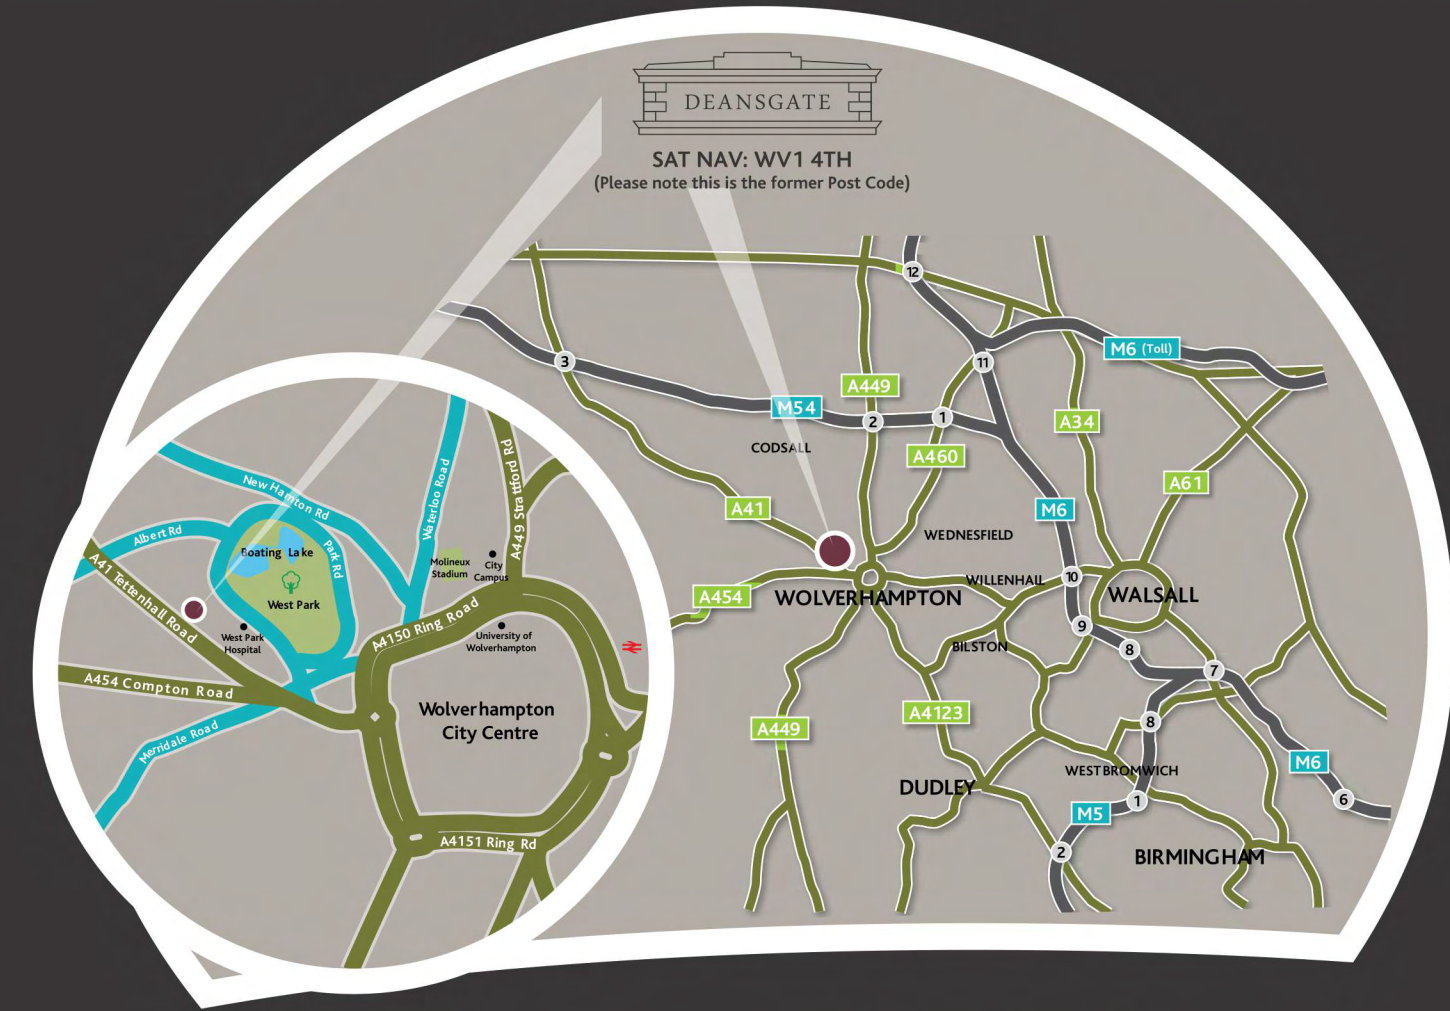 DEANSGATE
SAT NAV: WV1 4TH
(Please note this is the former Post Code)
12
3
11
M6 (Toll)
A449
M54
2
1
A34
CODSALL
A460
A61
A41
M6
WEDNESFIELD
WILLENHALL
10
A454
WOLVERHAMPTON
WALSALL
9
BILSTON
8
7
A4123
A449
8
M6
WEST BROMWICH
DUDLEY
6
1
M5
2
BIRMINGHAM
New Hamton Rd
Waterloo Road
A449 Stratford Rd
Albert Rd
Boating Lake
Park Rd
Molineux
Stadium
City
Campus
A41 Tettenhall Road
West Park
West Park
Hospital
A4150 Ring Road
University of
Wolverhampton
A454 Compton Road
Wolverhampton
City Centre
Merridale Road
A4151 Ring Rd